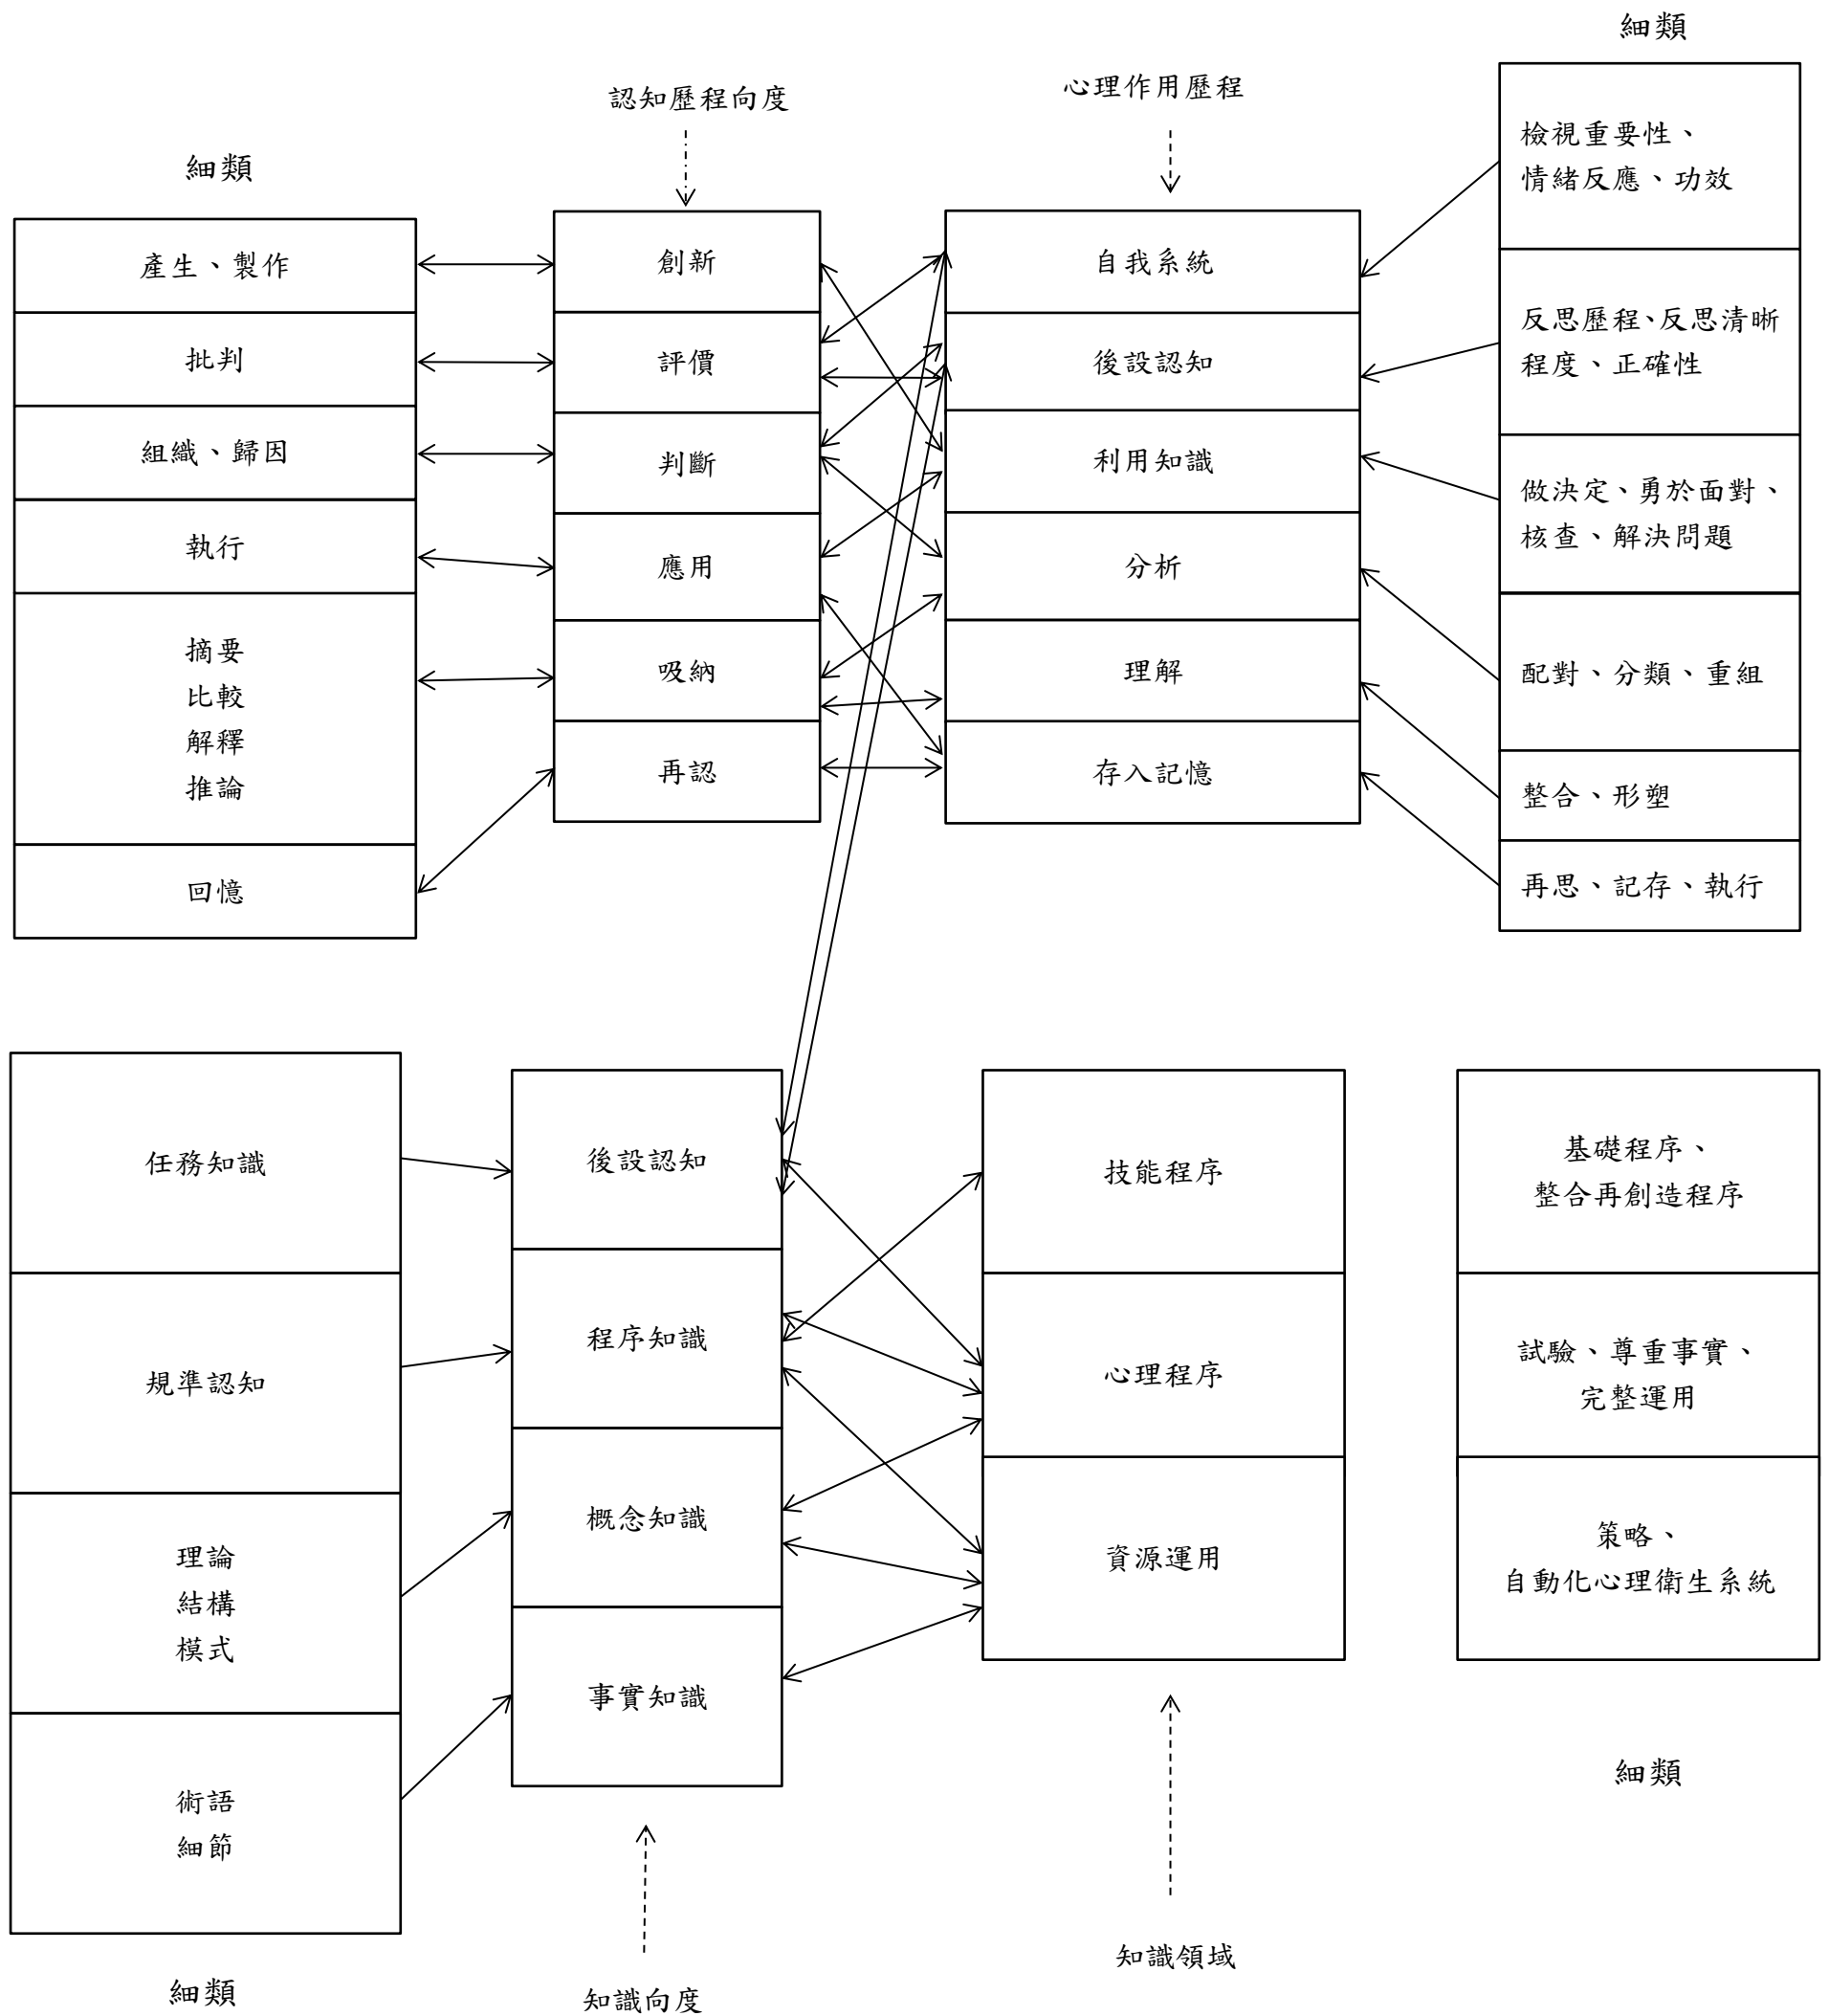 細類
認知歷程向度
心理作用歷程
細類
產生、製作
批判
組織、歸因
執行
摘要
比較
解釋
推論
回憶
創新
評價
判斷
應用
吸納
再認
自我系統
後設認知
利用知識
分析
理解
存入記憶
檢視重要性、
情緒反應、功效
反思歷程、反思清晰
程度、正確性
做決定、勇於面對、
核查、解決問題
配對、分類、重組
整合、形塑
再思、記存、執行
任務知識
規準認知
理論
結構
模式
術語
細節
後設認知
程序知識
概念知識
事實知識
技能程序
心理程序
資源運用
基礎程序、
整合再創造程序
試驗、尊重事實、
完整運用
策略、
自動化心理衛生系統
細類
知識向度
知識領域
細類